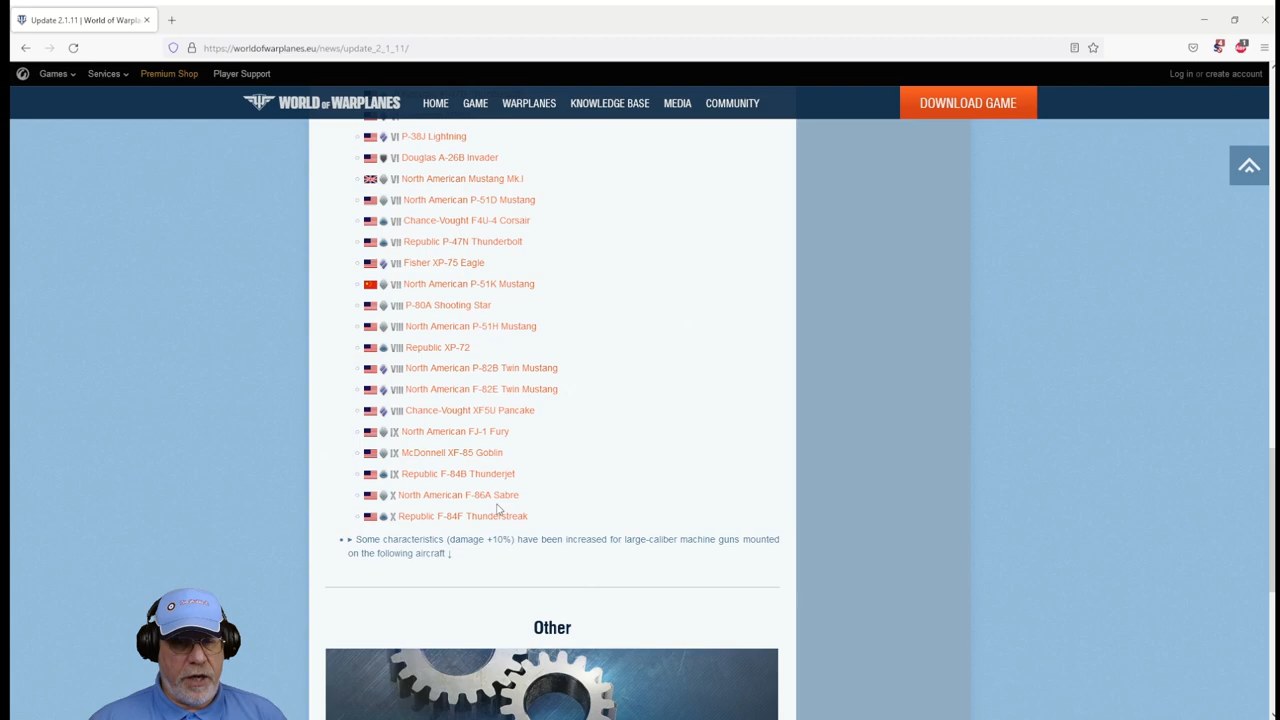 Update 2.1.11 | World of Warpla
https://worldofwarplanes.eu/news/update_2_1_11/
Games Services Premium Shop Player Support Log in or create account
WORLD OF WARPLANES HOME GAME WARPLANES KNOWLEDGE BASE MEDIA COMMUNITY DOWNLOAD GAME
VI P-38J Lightning
VI Douglas A-26B Invader
VI North American Mustang Mk.I
VII North American P-51D Mustang
VII Chance-Vought F4U-4 Corsair
VII Republic P-47N Thunderbolt
VII Fisher XP-75 Eagle
VII North American P-51K Mustang
VIII P-80A Shooting Star
VIII North American P-51H Mustang
VIII Republic XP-72
VIII North American P-82B Twin Mustang
VIII North American F-82E Twin Mustang
VIII Chance-Vought XF5U Pancake
IX North American FJ-1 Fury
IX McDonnell XF-85 Goblin
IX Republic F-84B Thunderjet
X North American F-86A Sabre
X Republic F-84F Thunderstreak
• ▸ Some characteristics (damage +10%) have been increased for large-caliber machine guns mounted
on the following aircraft ↓
Other